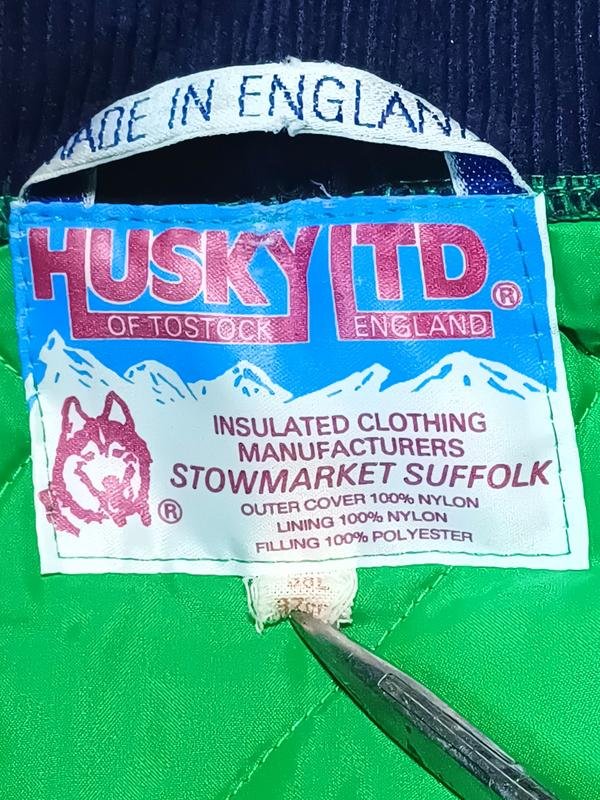 MADE IN ENGLAND
HUSKY LTD ®
OF TOSTOCK ENGLAND
INSULATED CLOTHING
MANUFACTURERS
STOWMARKET SUFFOLK
®
OUTER COVER 100% NYLON
LINING 100% NYLON
FILLING 100% POLYESTER